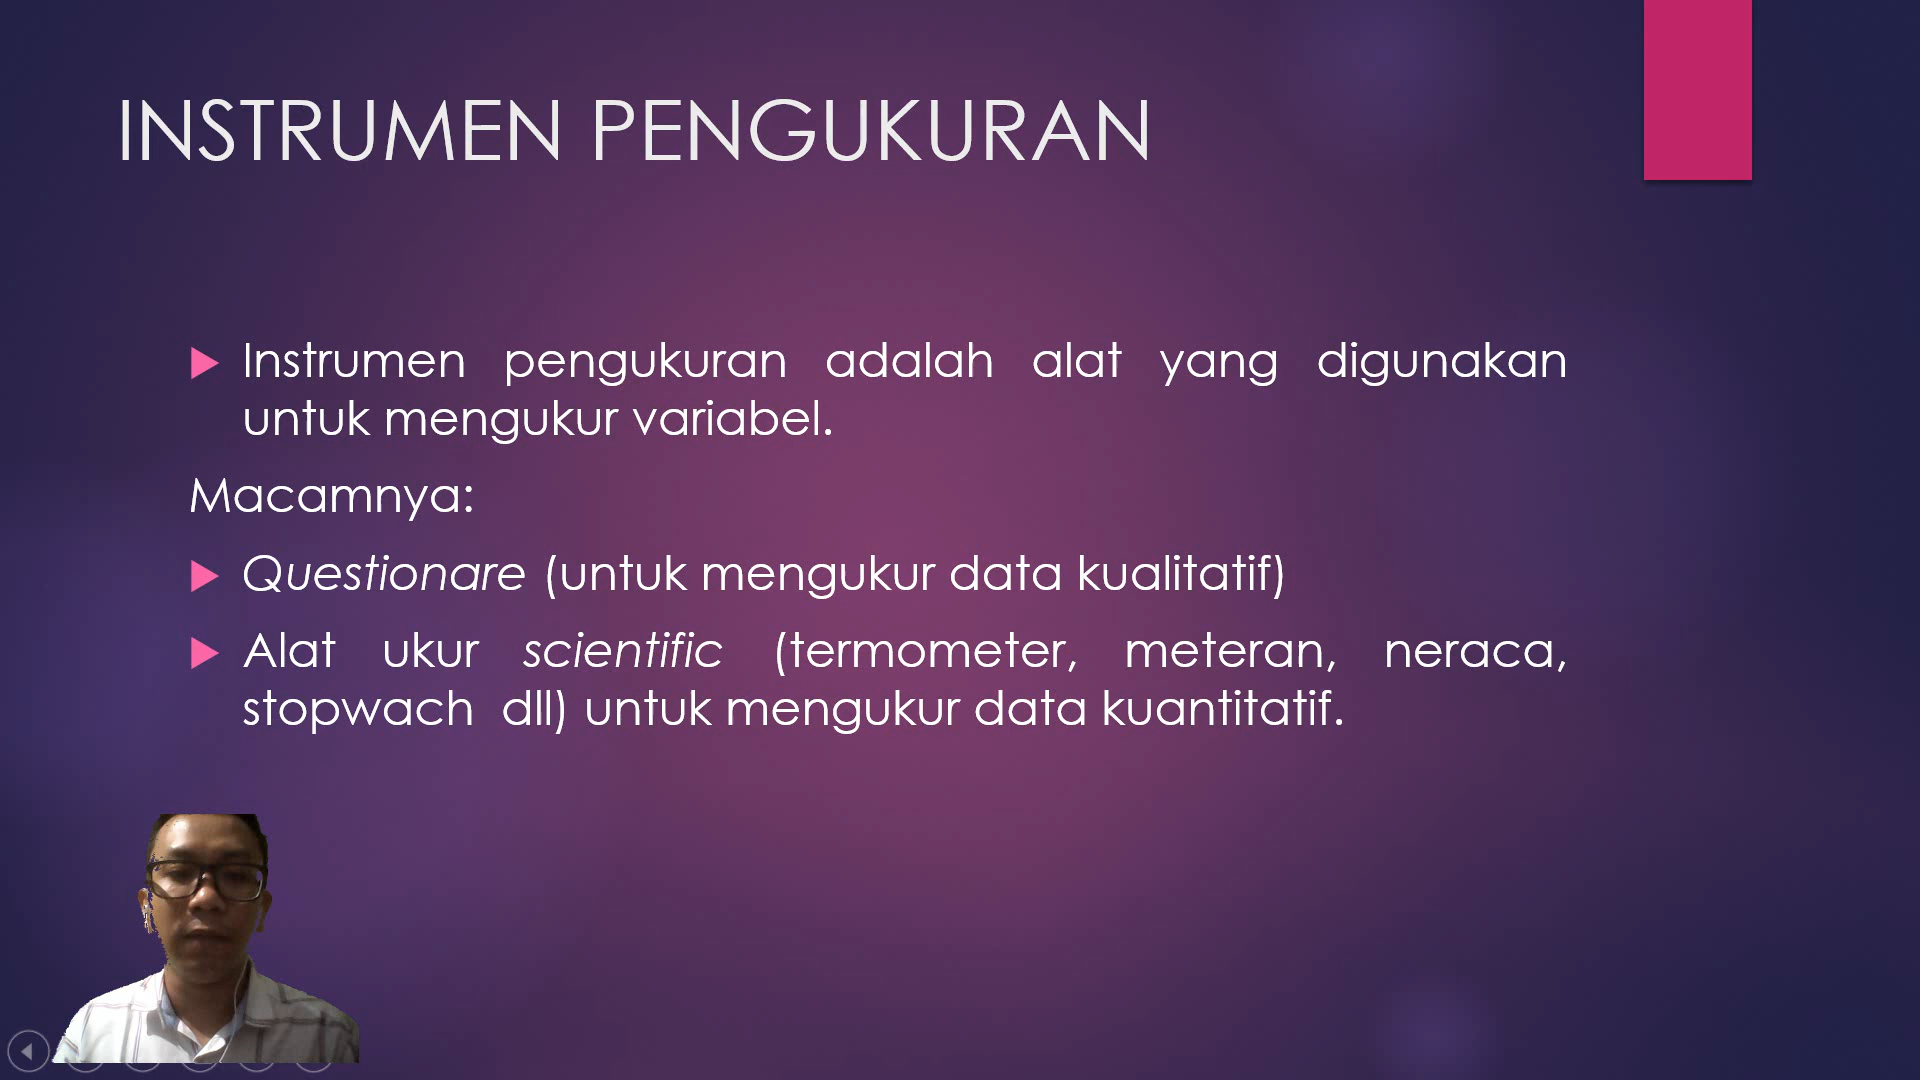 INSTRUMEN PENGUKURAN
Instrumen pengukuran adalah alat yang digunakan
untuk mengukur variabel.
Macamnya:
Questionare (untuk mengukur data kualitatif)
Alat ukur scientific (termometer, meteran, neraca,
stopwach dll) untuk mengukur data kuantitatif.